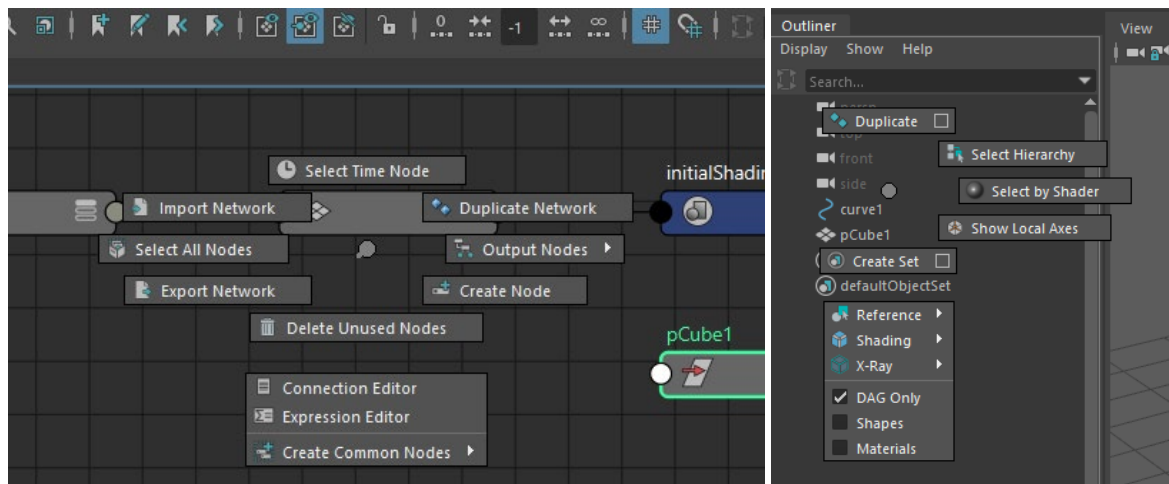 0
-1
∞
Select Time Node
initialShadin
Import Network
Duplicate Network
Select All Nodes
Output Nodes
Export Network
Create Node
Delete Unused Nodes
pCube1
Connection Editor
Expression Editor
Create Common Nodes
Outliner
View
Display Show Help
Search...
persp
Duplicate
top
Select Hierarchy
front
side
Select by Shader
curve1
Show Local Axes
pCube1
Create Set
defaultObjectSet
Reference
Shading
X-Ray
DAG Only
Shapes
Materials